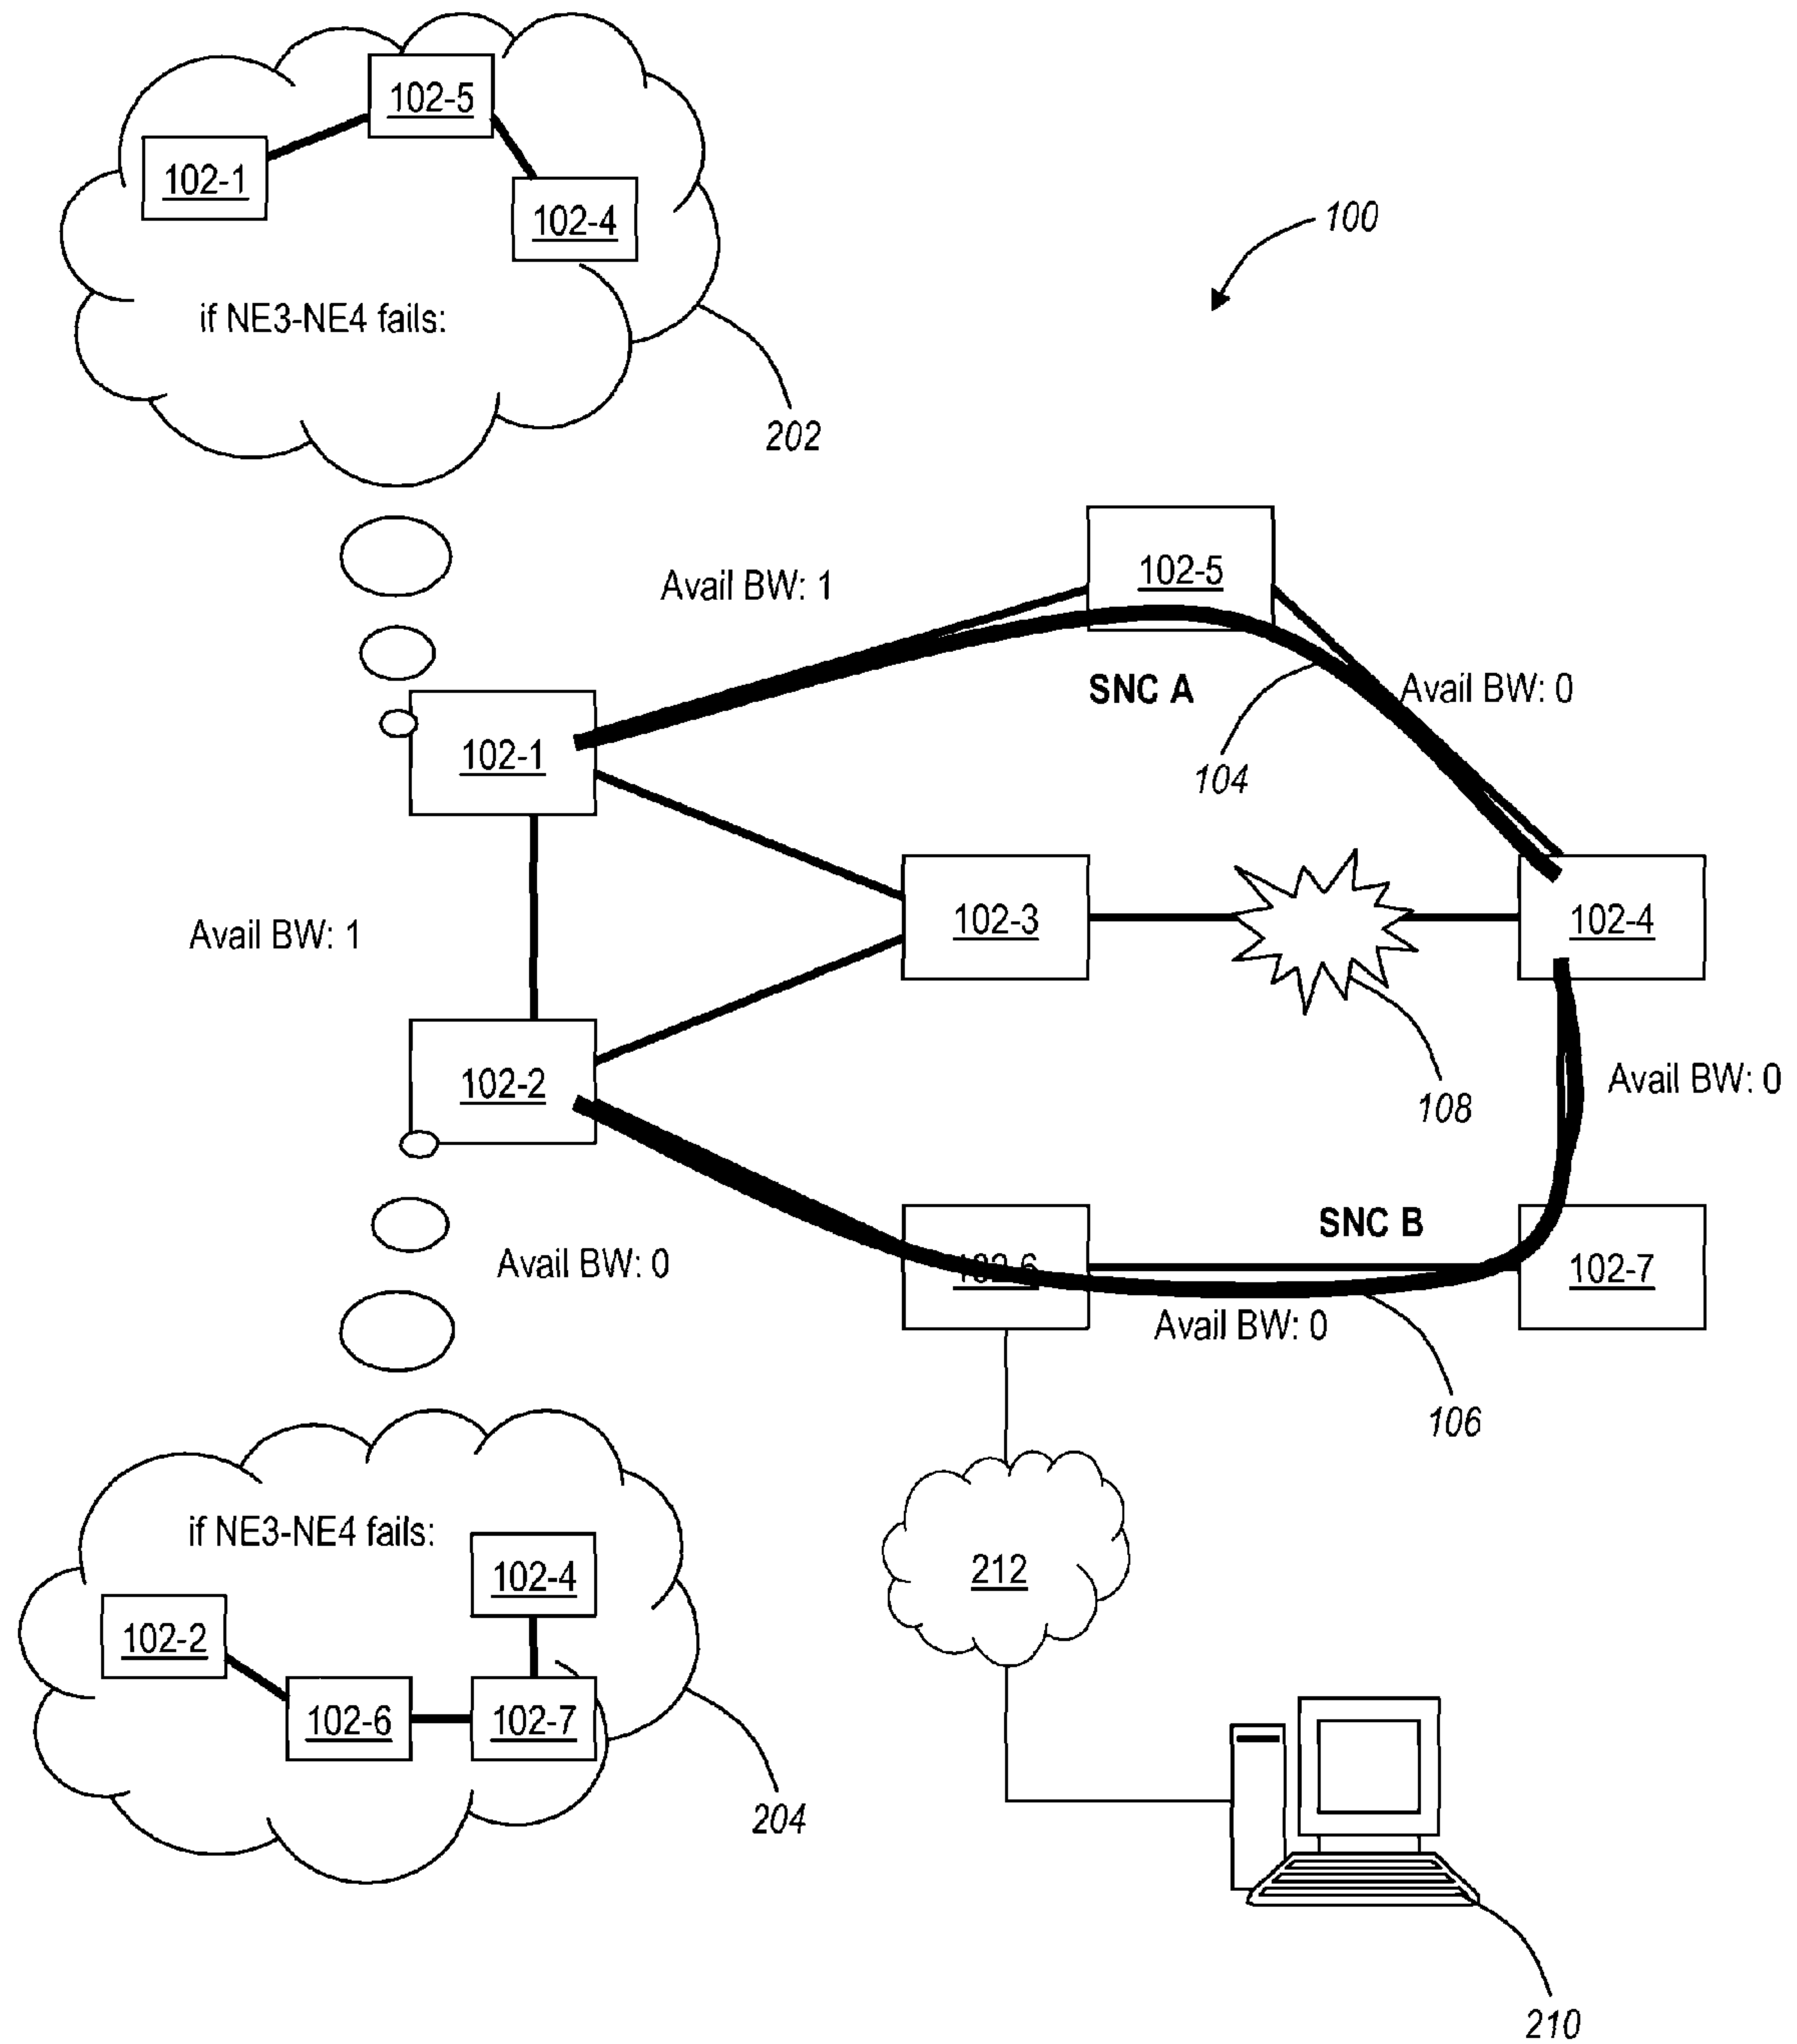 102-5
102-1
102-4
if NE3-NE4 fails:
100
202
102-5
Avail BW: 1
SNC A
Avail BW: 0
104
102-1
102-3
102-4
Avail BW: 1
102-2
108
Avail BW: 0
SNC B
Avail BW: 0
102-6
102-7
Avail BW: 0
106
if NE3-NE4 fails:
102-4
212
102-2
102-6
102-7
204
210